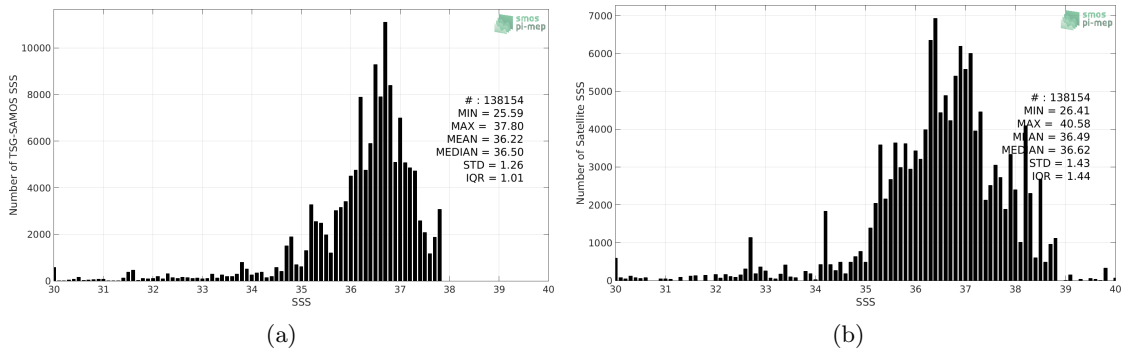 smos
pi-mep
Number of TSG-SAMOS SSS
10000
8000
6000
4000
2000
0
# : 138154
MIN = 25.59
MAX = 37.80
MEAN = 36.22
MEDIAN = 36.50
STD = 1.26
IQR = 1.01
30 31 32 33 34 35 36 37 38 39 40
SSS
(a)
smos
pi-mep
Number of Satellite SSS
7000
6000
5000
4000
3000
2000
1000
0
# : 138154
MIN = 26.41
MAX = 40.58
MEAN = 36.49
MEDIAN = 36.62
STD = 1.43
IQR = 1.44
30 31 32 33 34 35 36 37 38 39 40
SSS
(b)